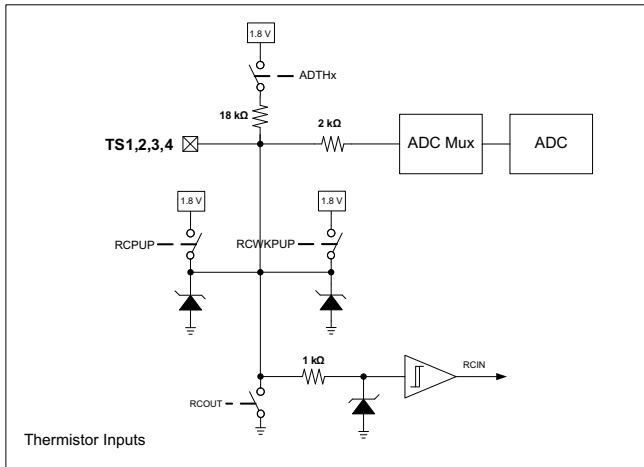 1.8 V
ADTHx
18 kΩ
2 kΩ
TS1,2,3,4
ADC Mux
ADC
1.8 V
1.8 V
RCPUP
RCWKPUP
1 kΩ
RCIN
RCOUT
Thermistor Inputs